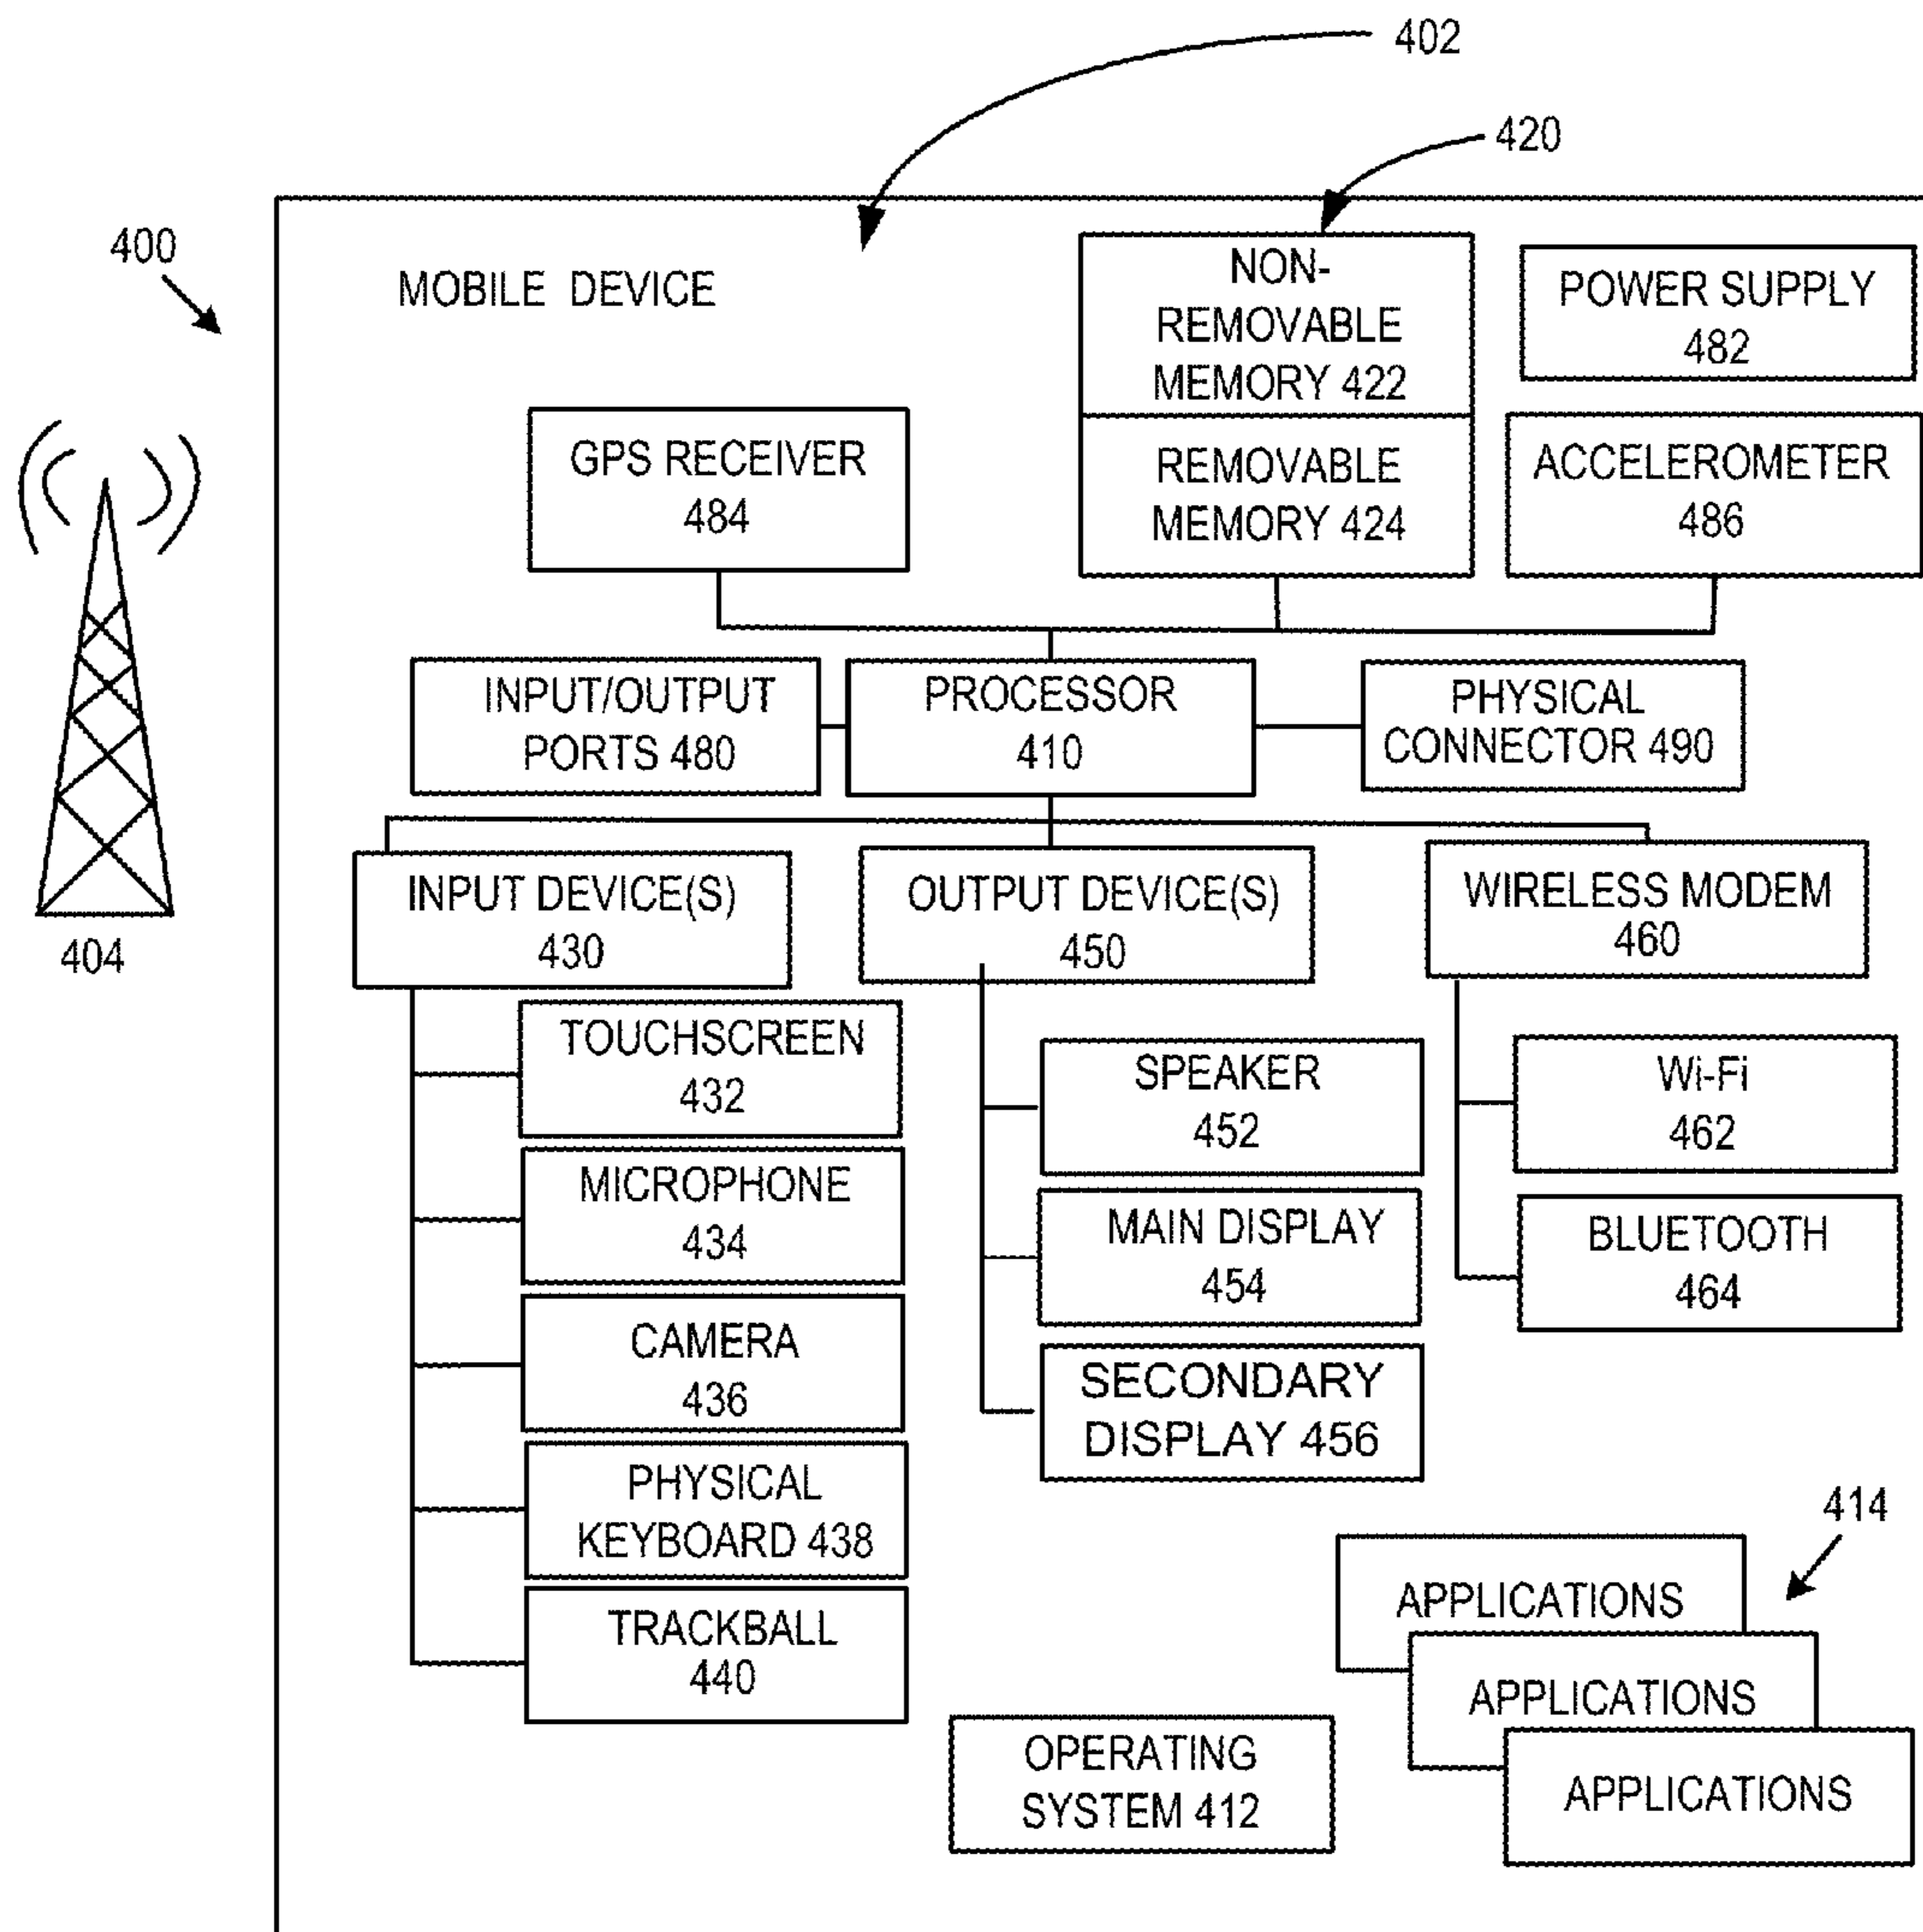 402
420
400
MOBILE DEVICE
NON-
REMOVABLE
MEMORY 422
POWER SUPPLY
482
GPS RECEIVER
484
REMOVABLE
MEMORY 424
ACCELEROMETER
486
INPUT/OUTPUT
PORTS 480
PROCESSOR
410
PHYSICAL
CONNECTOR 490
404
INPUT DEVICE(S)
430
OUTPUT DEVICE(S)
450
WIRELESS MODEM
460
TOUCHSCREEN
432
MICROPHONE
434
CAMERA
436
PHYSICAL
KEYBOARD 438
TRACKBALL
440
SPEAKER
452
MAIN DISPLAY
454
SECONDARY
DISPLAY 456
Wi-Fi
462
BLUETOOTH
464
414
APPLICATIONS
APPLICATIONS
APPLICATIONS
OPERATING
SYSTEM 412